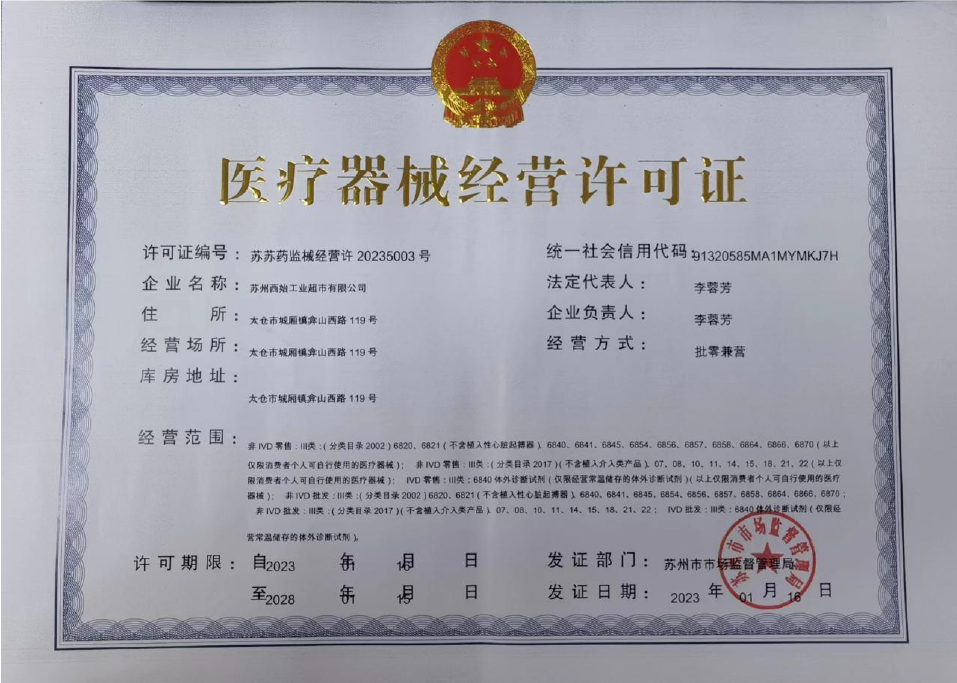 医疗器械经营许可证
许可证编号：苏苏药监械经营许 20235003 号
统一社会信用代码：91320585MA1MYMKJ7H
企业名称：苏州西始工业超市有限公司
法定代表人：李蓉芳
住所：太仓市城厢镇弇山西路 119 号
企业负责人：李蓉芳
经营场所：太仓市城厢镇弇山西路 119 号
经营方式：批零兼营
库房地址：
太仓市城厢镇弇山西路 119 号
经营范围：非 IVD 零售：III类：(分类目录 2002) 6820、6821 (不含植入性心脏起搏器)、6840、6841、6845、6854、6856、6857、6858、6864、6866、6870 (以上
仅限消费者个人可自行使用的医疗器械)； 非 IVD 零售：III类：(分类目录 2017) (不含植入介入类产品)、07、08、10、11、14、15、18、21、22 (以上仅
限消费者个人可自行使用的医疗器械)； IVD 零售：III类：6840 体外诊断试剂 (仅限经营常温储存的体外诊断试剂) (以上仅限消费者个人可自行使用的医疗
器械)； 非 IVD 批发：III类：(分类目录 2002) 6820、6821 (不含植入性心脏起搏器)、6840、6841、6845、6854、6856、6857、6858、6864、6866、6870；
非 IVD 批发：III类：(分类目录 2017) (不含植入介入类产品)、07、08、10、11、14、15、18、21、22； IVD 批发：III类：6840 体外诊断试剂 (仅限经
营常温储存的体外诊断试剂)。
许可期限：自2023 年 01 月 16 日
发证部门：苏州市市场监督管理局
至2028 年 01 月 15 日
发证日期：2023 年 01 月 16 日